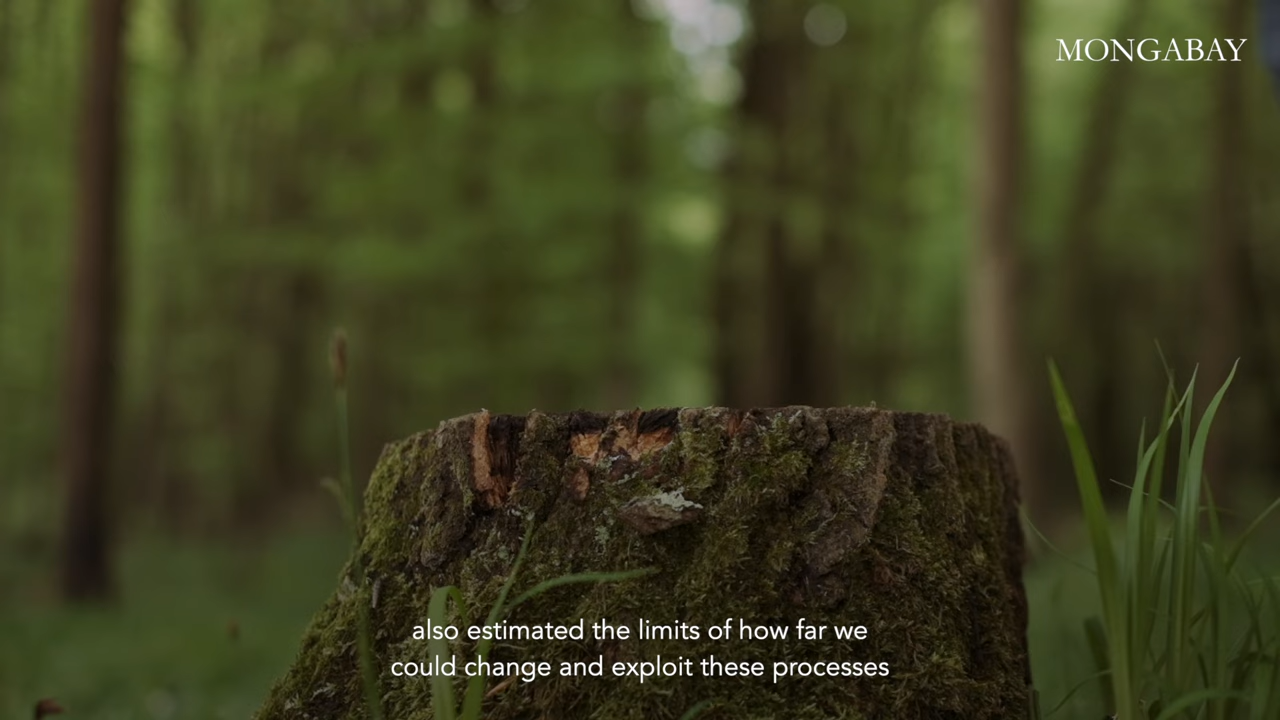 MONGABAY
also estimated the limits of how far we
could change and exploit these processes